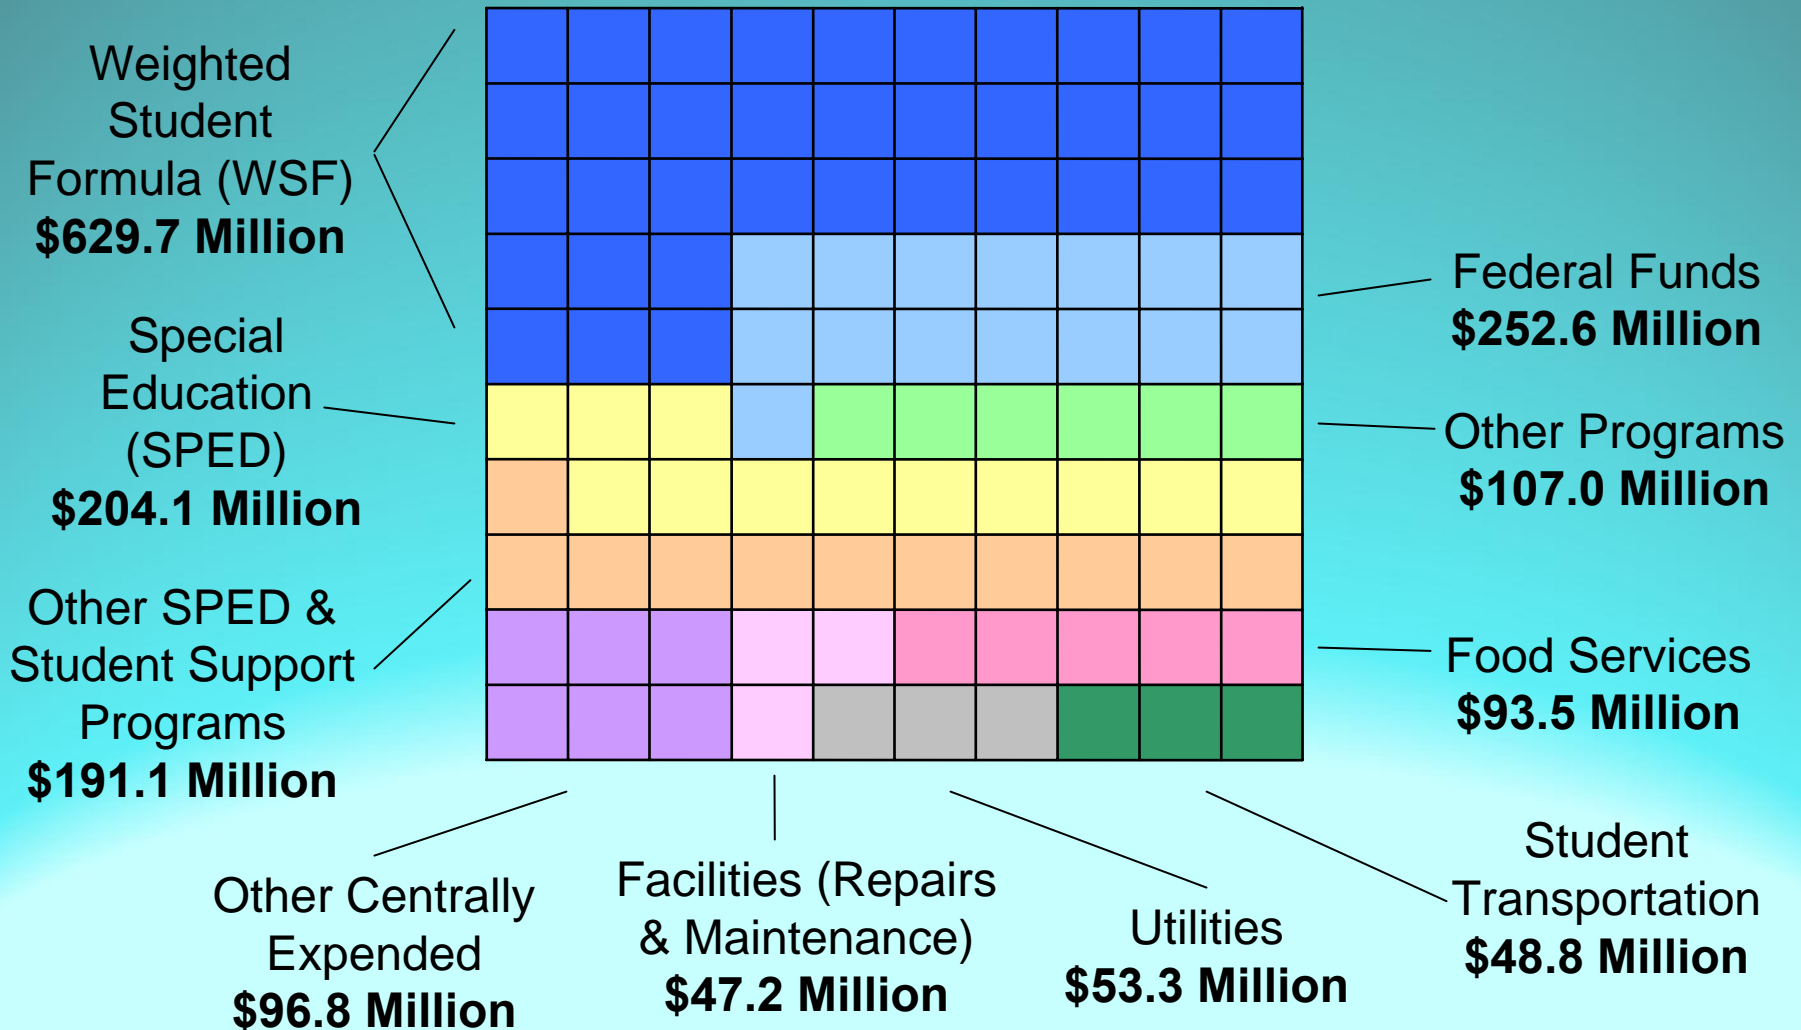 Weighted
Student
Formula (WSF)
$629.7 Million
Special
Education
(SPED)
$204.1 Million
Other SPED &
Student Support
Programs
$191.1 Million
Federal Funds
$252.6 Million
Other Programs
$107.0 Million
Food Services
$93.5 Million
Other Centrally
Expended
$96.8 Million
Facilities (Repairs
& Maintenance)
$47.2 Million
Utilities
$53.3 Million
Student
Transportation
$48.8 Million